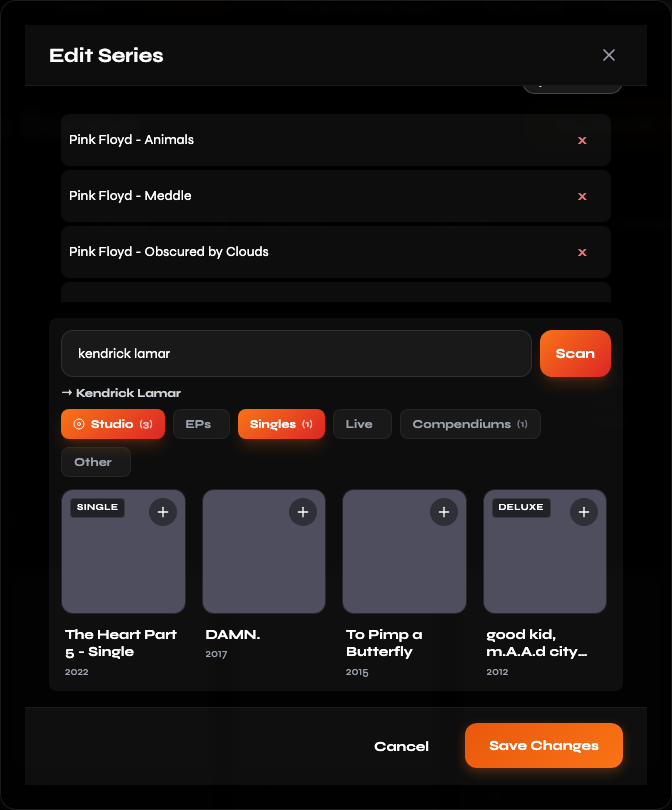 Edit Series
Pink Floyd - Animals x
Pink Floyd - Meddle x
Pink Floyd - Obscured by Clouds x
kendrick lamar Scan
→ Kendrick Lamar
Studio (3) EPs Singles (1) Live Compendiums (1)
Other
SINGLE DELUXE
The Heart Part
5 - Single
2022
DAMN.
2017
To Pimp a
Butterfly
2015
good kid,
m.A.A.d city...
2012
Cancel Save Changes